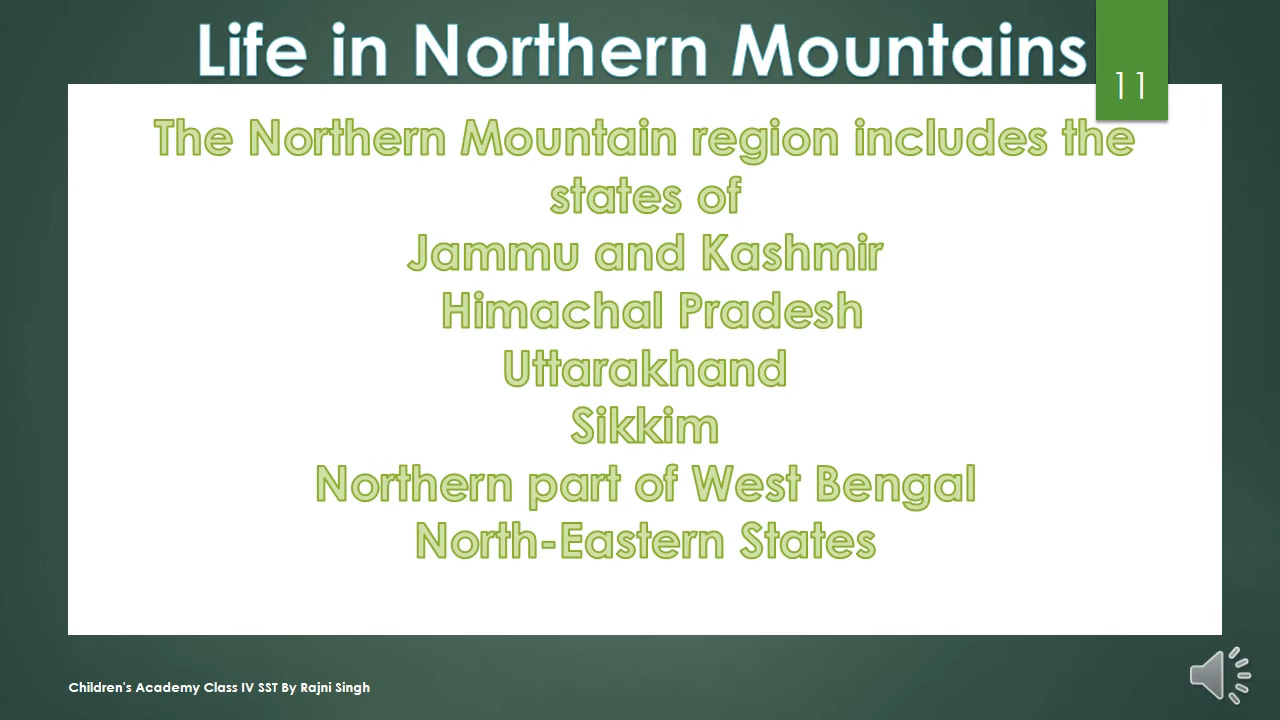 Life in Northern Mountains
11
The Northern Mountain region includes the
states of
Jammu and Kashmir
Himachal Pradesh
Uttarakhand
Sikkim
Northern part of West Bengal
North-Eastern States
Children's Academy Class IV SST By Rajni Singh